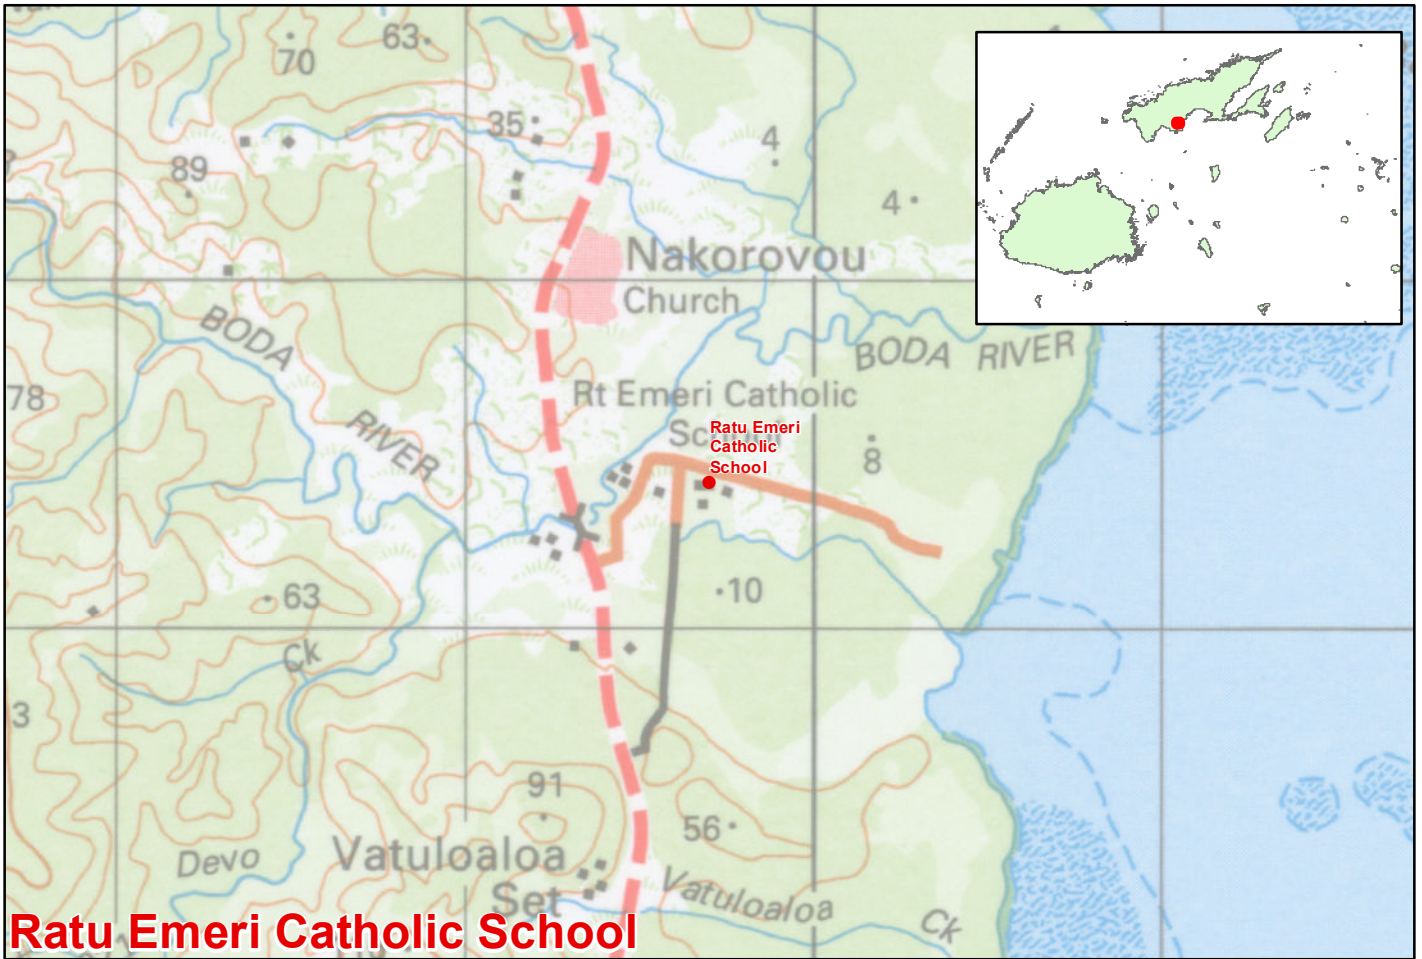 70
63
35
4
89
4
Nakorovou
Church
BODA
RIVER
BODA RIVER
78
Rt Emeri Catholic
School
Ratu Emeri
Catholic
School
8
10
63
Ck
3
91
56
Vatuloaloa
Set
Devo
Vatuloaloa
Ck
Ratu Emeri Catholic School